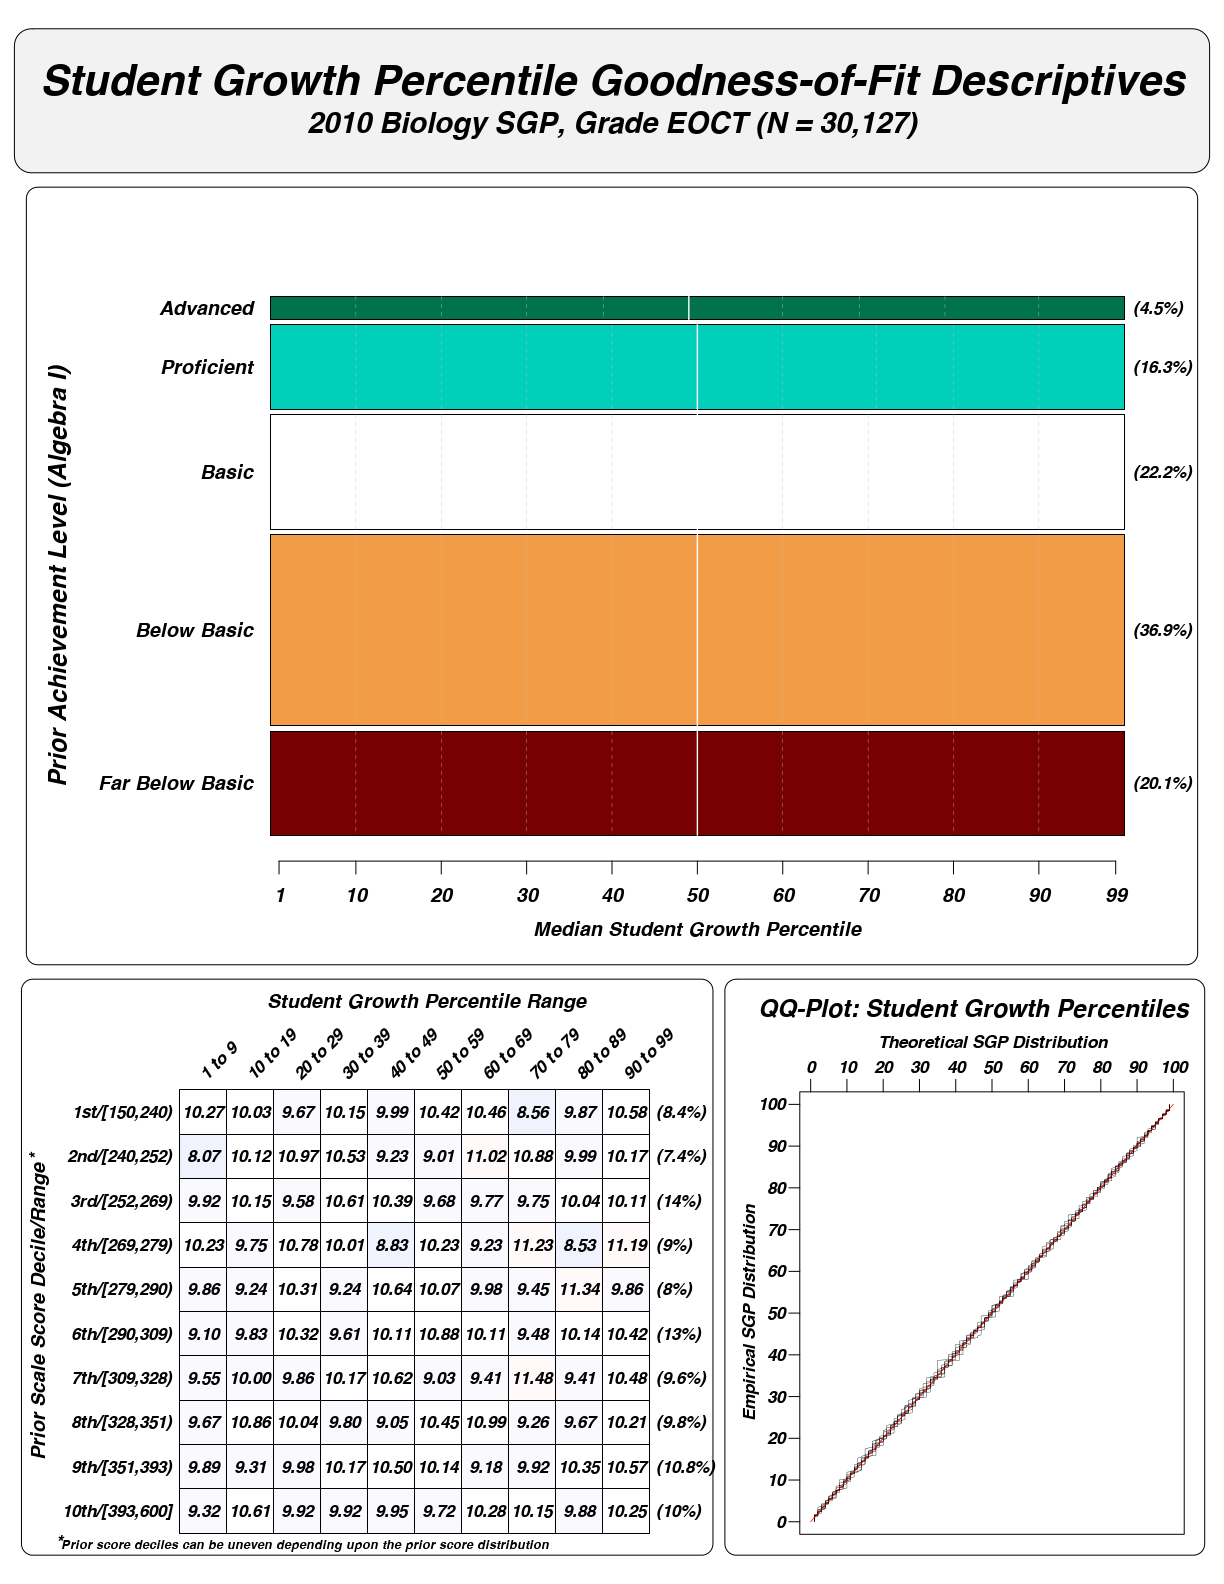 Student Growth Percentile Goodness-of-Fit Descriptives
2010 Biology SGP, Grade EOCT (N = 30,127)
Prior Achievement Level (Algebra I)
Advanced (4.5%)
Proficient (16.3%)
Basic (22.2%)
Below Basic (36.9%)
Far Below Basic (20.1%)
1 10 20 30 40 50 60 70 80 90 99
Median Student Growth Percentile
Student Growth Percentile Range
1 to 9 10 to 19 20 to 29 30 to 39 40 to 49 50 to 59 60 to 69 70 to 79 80 to 89 90 to 99
Prior Scale Score Decile/Range*
1st/[150,240) 10.27 10.03 9.67 10.15 9.99 10.42 10.46 8.56 9.87 10.58 (8.4%)
2nd/[240,252) 8.07 10.12 10.97 10.53 9.23 9.01 11.02 10.88 9.99 10.17 (7.4%)
3rd/[252,269) 9.92 10.15 9.58 10.61 10.39 9.68 9.77 9.75 10.04 10.11 (14%)
4th/[269,279) 10.23 9.75 10.78 10.01 8.83 10.23 9.23 11.23 8.53 11.19 (9%)
5th/[279,290) 9.86 9.24 10.31 9.24 10.64 10.07 9.98 9.45 11.34 9.86 (8%)
6th/[290,309) 9.10 9.83 10.32 9.61 10.11 10.88 10.11 9.48 10.14 10.42 (13%)
7th/[309,328) 9.55 10.00 9.86 10.17 10.62 9.03 9.41 11.48 9.41 10.48 (9.6%)
8th/[328,351) 9.67 10.86 10.04 9.80 9.05 10.45 10.99 9.26 9.67 10.21 (9.8%)
9th/[351,393) 9.89 9.31 9.98 10.17 10.50 10.14 9.18 9.92 10.35 10.57 (10.8%)
10th/[393,600] 9.32 10.61 9.92 9.92 9.95 9.72 10.28 10.15 9.88 10.25 (10%)
*Prior score deciles can be uneven depending upon the prior score distribution
QQ-Plot: Student Growth Percentiles
Theoretical SGP Distribution
0 10 20 30 40 50 60 70 80 90 100
Empirical SGP Distribution
100
90
80
70
60
50
40
30
20
10
0